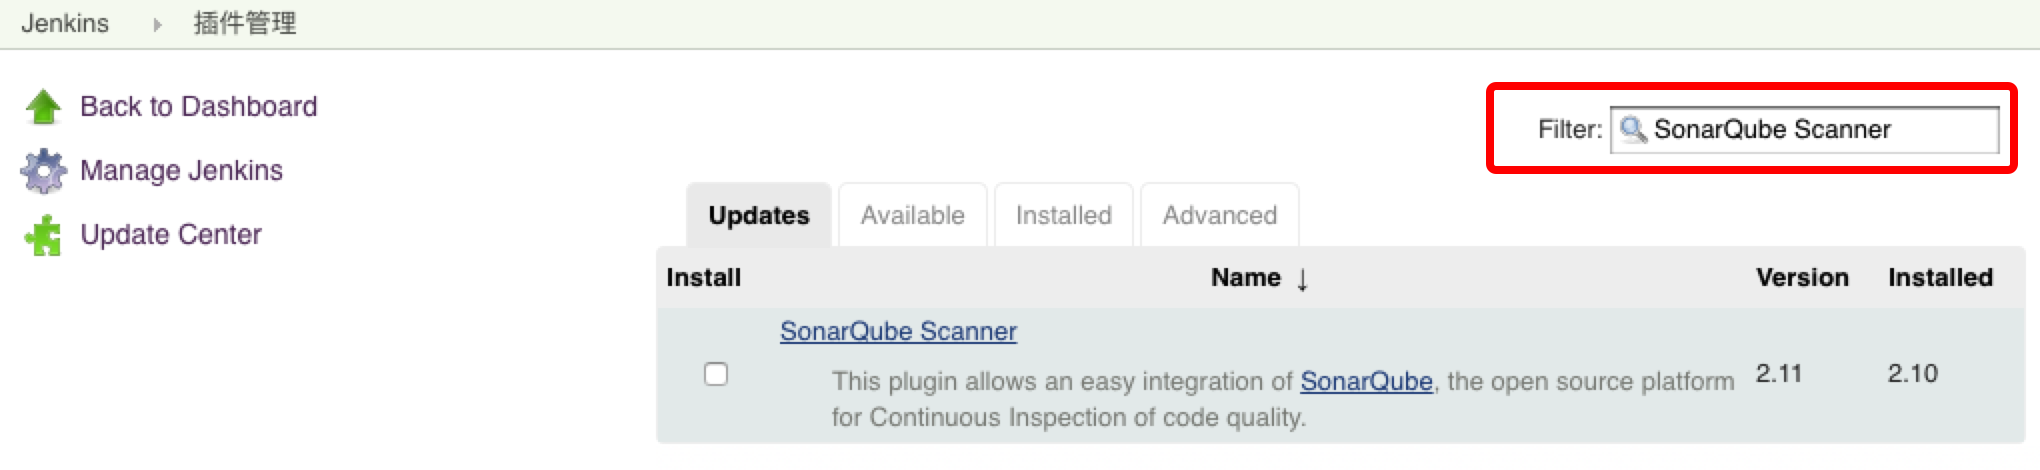 Jenkins 插件管理
Back to Dashboard
Manage Jenkins
Update Center
Filter: SonarQube Scanner
Updates Available Installed Advanced
Install Name ↓ Version Installed
SonarQube Scanner
This plugin allows an easy integration of SonarQube, the open source platform 2.11 2.10
for Continuous Inspection of code quality.